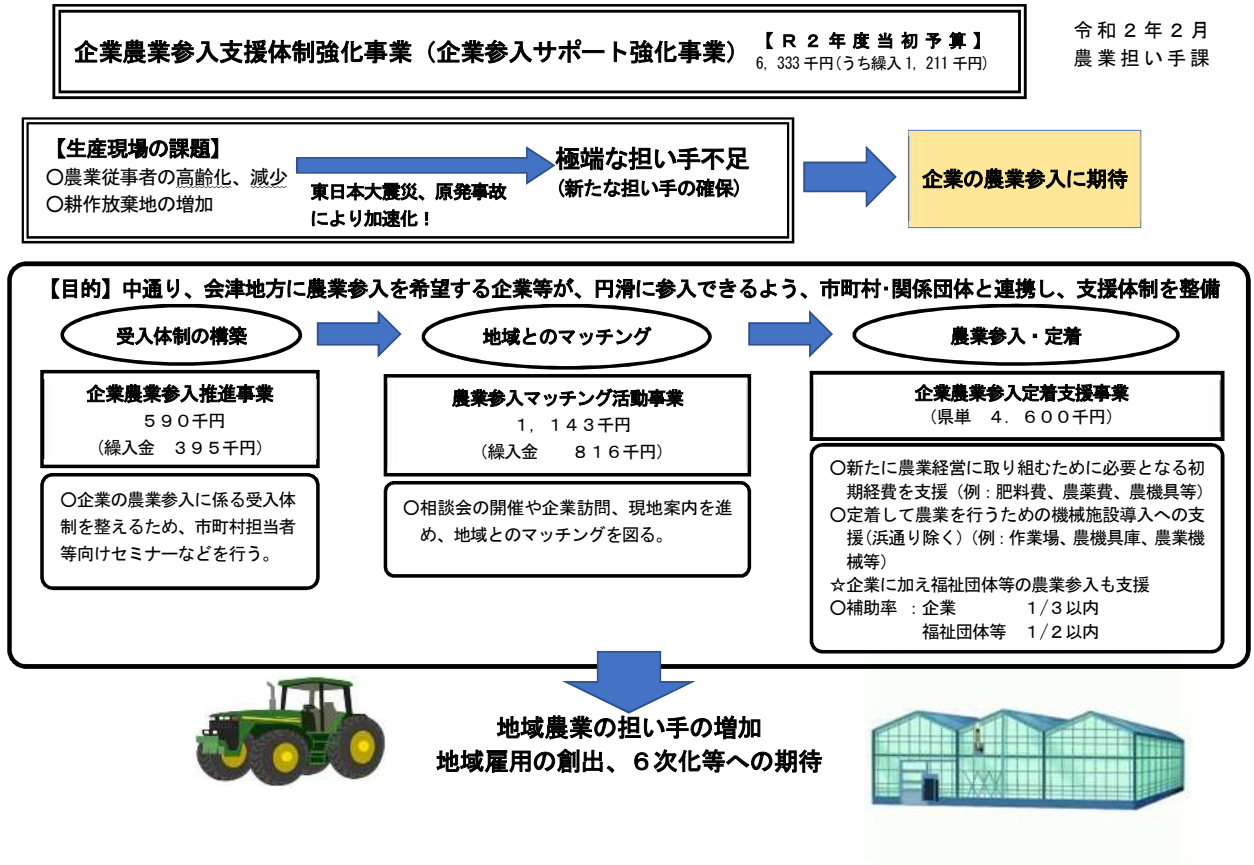 企業農業参入支援体制強化事業（企業参入サポート強化事業）
【Ｒ２年度当初予算】
6,333千円(うち繰入1,211千円)
令和２年２月
農業担い手課
【生産現場の課題】
○農業従事者の高齢化、減少
○耕作放棄地の増加
東日本大震災、原発事故
により加速化！
極端な担い手不足
(新たな担い手の確保)
企業の農業参入に期待
【目的】中通り、会津地方に農業参入を希望する企業等が、円滑に参入できるよう、市町村・関係団体と連携し、支援体制を整備
受入体制の構築
地域とのマッチング
農業参入・定着
企業農業参入推進事業
５９０千円
（繰入金　３９５千円）
○企業の農業参入に係る受入体
制を整えるため、市町村担当者
等向けセミナーなどを行う。
農業参入マッチング活動事業
１，１４３千円
（繰入金　　８１６千円）
○相談会の開催や企業訪問、現地案内を進
め、地域とのマッチングを図る。
企業農業参入定着支援事業
（県単　４．６００千円）
○新たに農業経営に取り組むために必要となる初
期経費を支援（例：肥料費、農薬費、農機具等）
○定着して農業を行うための機械施設導入への支
援(浜通り除く)（例：作業場、農機具庫、農業機
械等）
☆企業に加え福祉団体等の農業参入も支援
○補助率 ：企業　　　　１/３以内
福祉団体等　１/２以内
地域農業の担い手の増加
地域雇用の創出、６次化等への期待